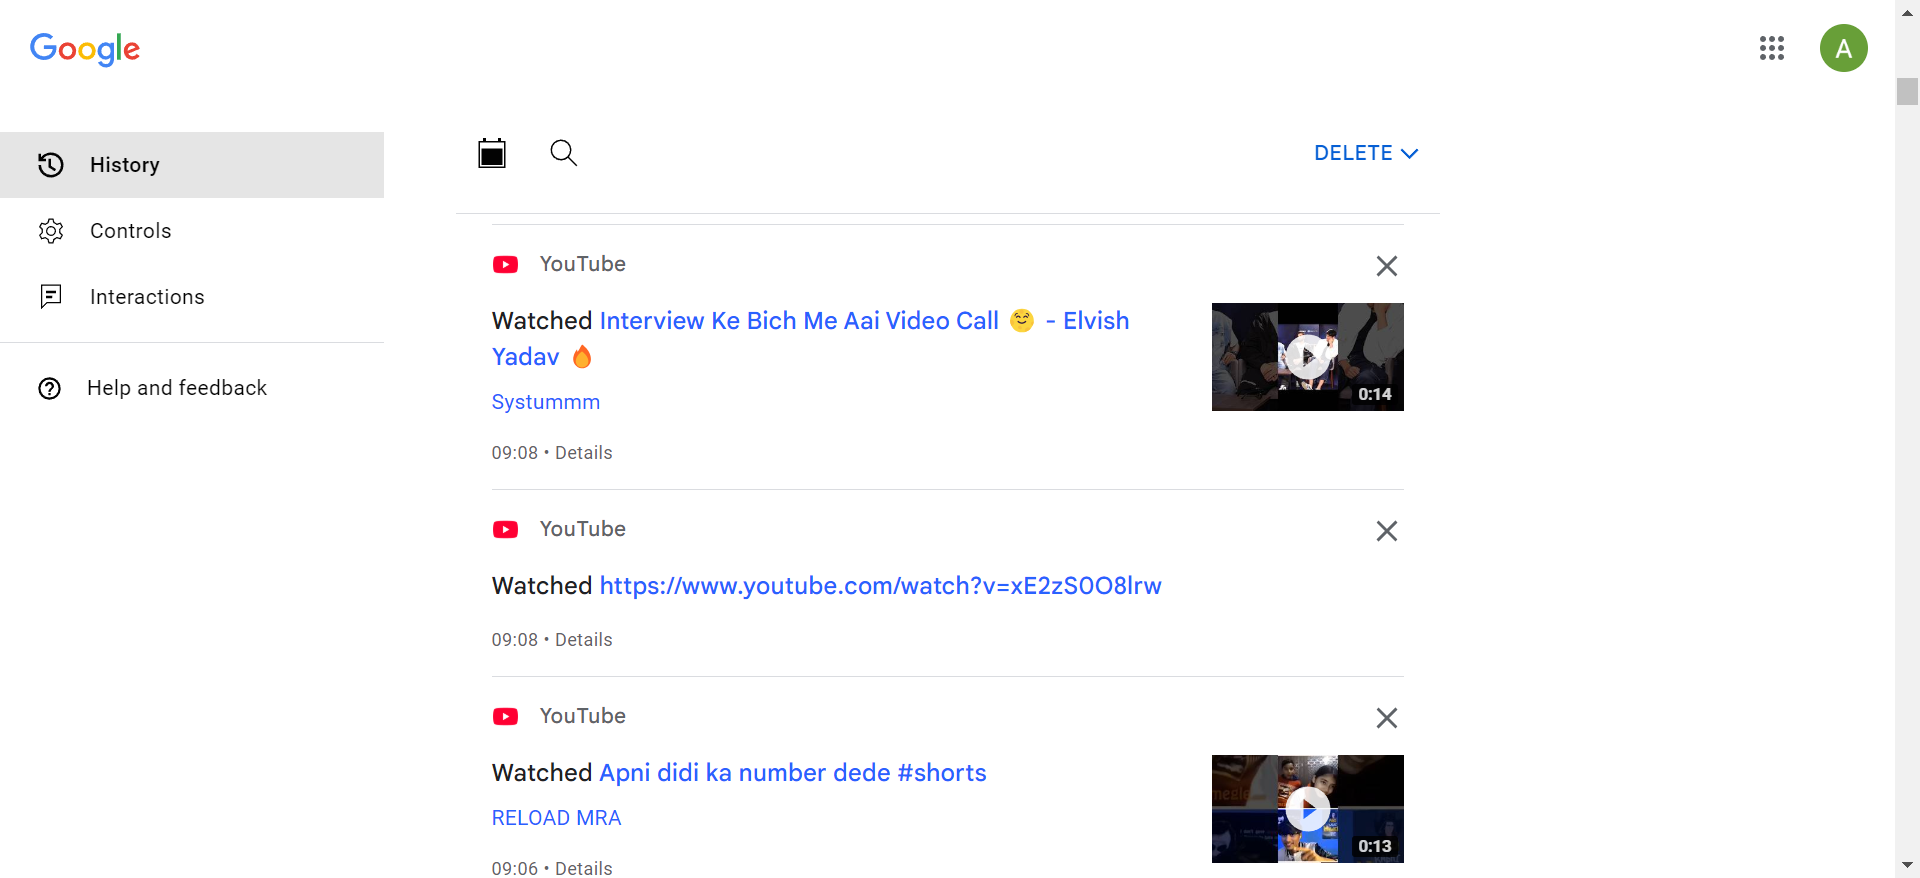 Google
A
DELETE
History
Controls
Interactions
Help and feedback
YouTube
Watched Interview Ke Bich Me Aai Video Call 😊 - Elvish
Yadav 🔥
Systummm
0:14
09:08 • Details
YouTube
Watched https://www.youtube.com/watch?v=xE2zS0O8lrw
09:08 • Details
YouTube
Watched Apni didi ka number dede #shorts
RELOAD MRA
0:13
09:06 • Details